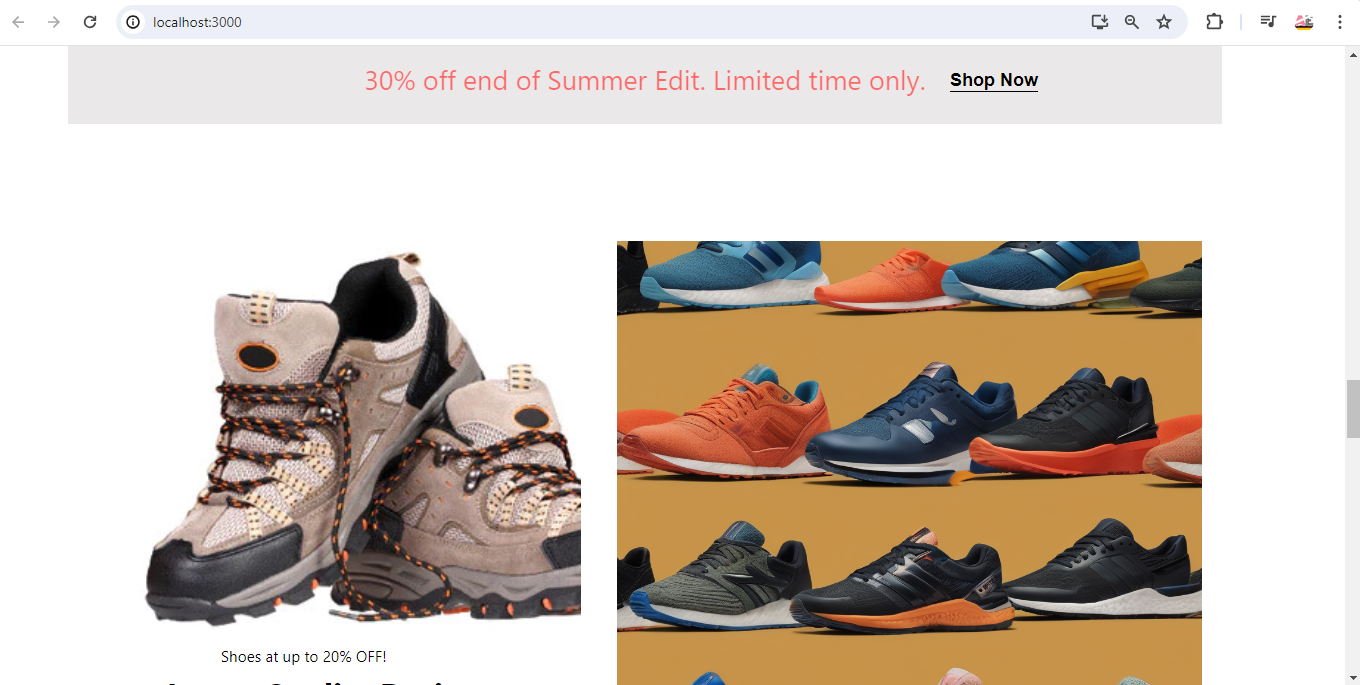 localhost:3000
30% off end of Summer Edit. Limited time only. Shop Now
Shoes at up to 20% OFF!